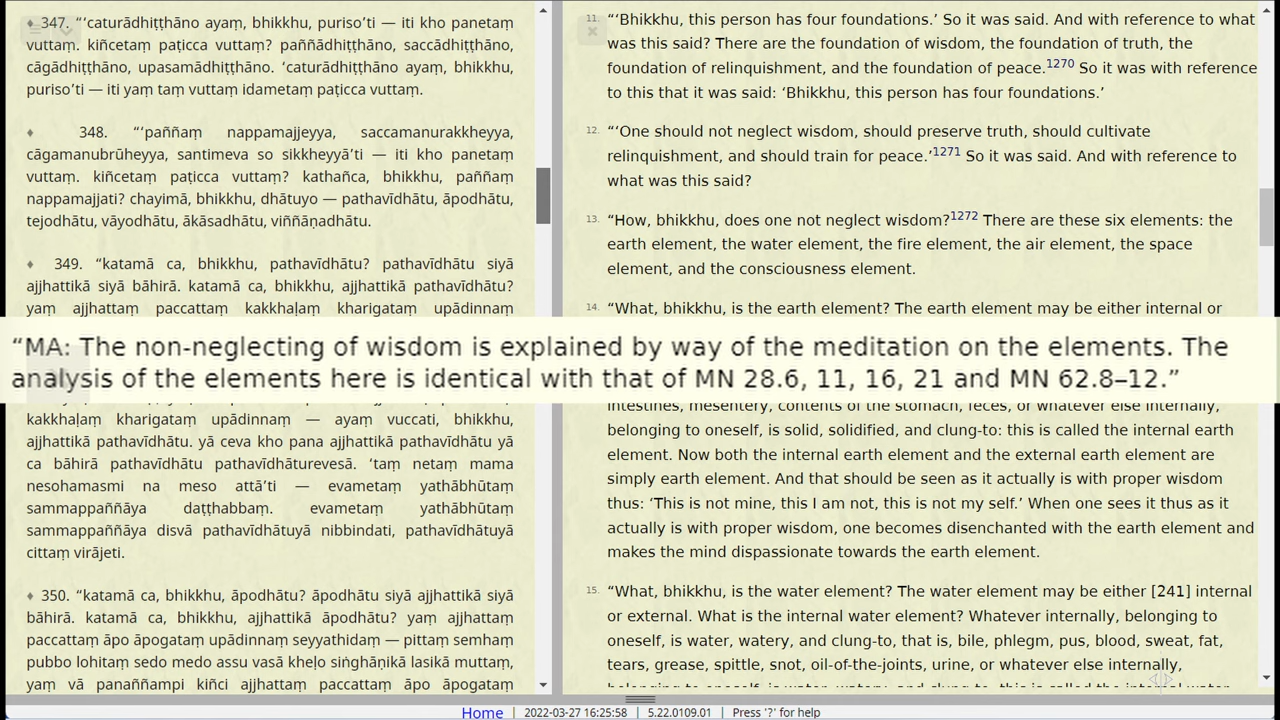 ♦ 347. “‘caturādhiṭṭhāno ayaṃ, bhikkhu, puriso’ti — iti kho panetaṃ
vuttaṃ. kiñcetaṃ paṭicca vuttaṃ? paññādhiṭṭhāno, saccādhiṭṭhāno,
cāgādhiṭṭhāno, upasamādhiṭṭhāno. ‘caturādhiṭṭhāno ayaṃ, bhikkhu,
puriso’ti — iti yaṃ taṃ vuttaṃ idametaṃ paṭicca vuttaṃ.
♦ 348. “‘paññaṃ nappamajjeyya, saccamanurakkheyya,
cāgamanubrūheyya, santimeva so sikkheyyā’ti — iti kho panetaṃ
vuttaṃ. kiñcetaṃ paṭicca vuttaṃ? kathañca, bhikkhu, paññaṃ
nappamajjati? chayimā, bhikkhu, dhātuyo — pathavīdhātu, āpodhātu,
tejodhātu, vāyodhātu, ākāsadhātu, viññāṇadhātu.
♦ 349. “katamā ca, bhikkhu, pathavīdhātu? pathavīdhātu siyā
ajjhattikā siyā bāhirā. katamā ca, bhikkhu, ajjhattikā pathavīdhātu?
yaṃ ajjhattaṃ paccattaṃ kakkhaḷaṃ kharigataṃ upādinnaṃ
“MA: The non-neglecting of wisdom is explained by way of the meditation on the elements. The
analysis of the elements here is identical with that of MN 28.6, 11, 16, 21 and MN 62.8–12.”
kakkhaḷaṃ kharigataṃ upādinnaṃ — ayaṃ vuccati, bhikkhu,
ajjhattikā pathavīdhātu. yā ceva kho pana ajjhattikā pathavīdhātu yā
ca bāhirā pathavīdhātu pathavīdhāturevesā. ‘taṃ netaṃ mama
nesohamasmi na meso attā’ti — evametaṃ yathābhūtaṃ
sammappaññāya daṭṭhabbaṃ. evametaṃ yathābhūtaṃ
sammappaññāya disvā pathavīdhātuyā nibbindati, pathavīdhātuyā
cittaṃ virājeti.
♦ 350. “katamā ca, bhikkhu, āpodhātu? āpodhātu siyā ajjhattikā siyā
bāhirā. katamā ca, bhikkhu, ajjhattikā āpodhātu? yaṃ ajjhattaṃ
paccattaṃ āpo āpogataṃ upādinnaṃ seyyathidaṃ — pittaṃ semhaṃ
pubbo lohitaṃ sedo medo assu vasā kheḷo siṅghāṇikā lasikā muttaṃ,
yaṃ vā panaññampi kiñci ajjhattaṃ paccattaṃ āpo āpogataṃ
11. “‘Bhikkhu, this person has four foundations.’ So it was said. And with reference to what
was this said? There are the foundation of wisdom, the foundation of truth, the
foundation of relinquishment, and the foundation of peace.1270 So it was with reference
to this that it was said: ‘Bhikkhu, this person has four foundations.’
12. “‘One should not neglect wisdom, should preserve truth, should cultivate
relinquishment, and should train for peace.’1271 So it was said. And with reference to
what was this said?
13. “How, bhikkhu, does one not neglect wisdom?1272 There are these six elements: the
earth element, the water element, the fire element, the air element, the space
element, and the consciousness element.
14. “What, bhikkhu, is the earth element? The earth element may be either internal or
intestines, mesentery, contents of the stomach, feces, or whatever else internally,
belonging to oneself, is solid, solidified, and clung-to: this is called the internal earth
element. Now both the internal earth element and the external earth element are
simply earth element. And that should be seen as it actually is with proper wisdom
thus: ‘This is not mine, this I am not, this is not my self.’ When one sees it thus as it
actually is with proper wisdom, one becomes disenchanted with the earth element and
makes the mind dispassionate towards the earth element.
15. “What, bhikkhu, is the water element? The water element may be either [241] internal
or external. What is the internal water element? Whatever internally, belonging to
oneself, is water, watery, and clung-to, that is, bile, phlegm, pus, blood, sweat, fat,
tears, grease, spittle, snot, oil-of-the-joints, urine, or whatever else internally,
belonging to oneself, is water, watery, and clung-to: this is called the internal water
Home | 2022-03-27 16:25:58 | 5.22.0109.01 | Press '?' for help